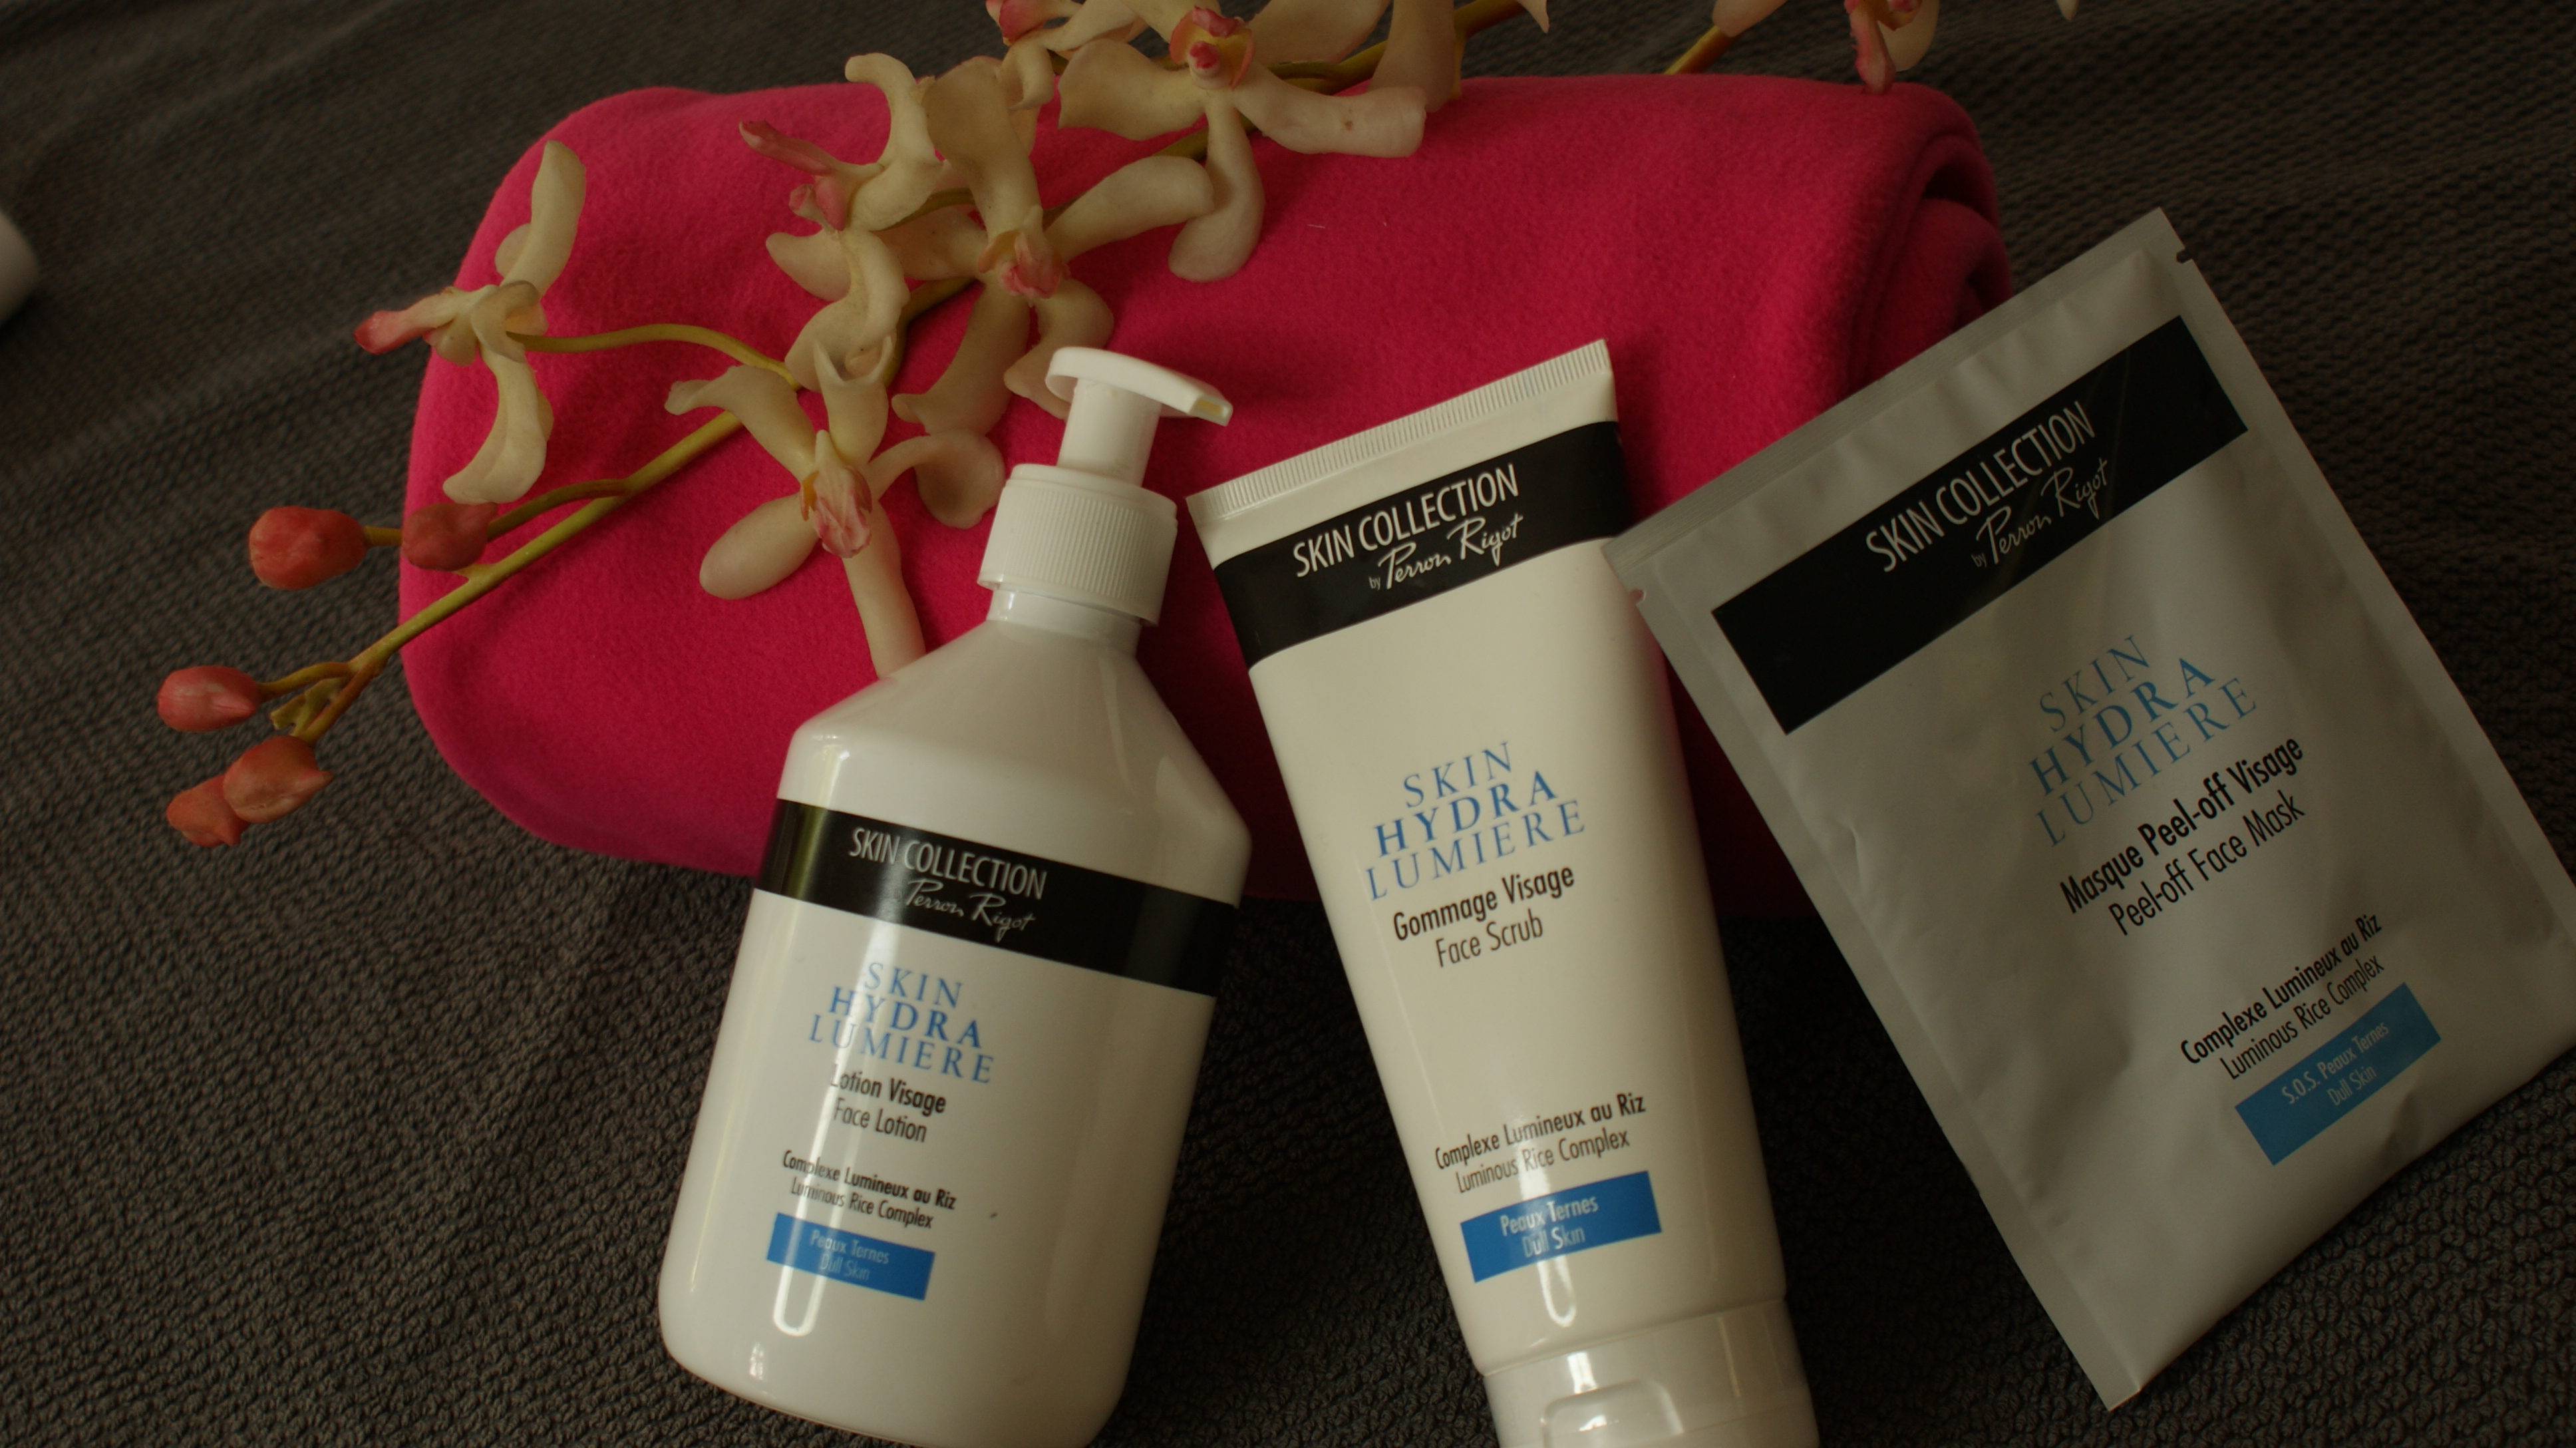 SKIN COLLECTION
Perron Rigot
SKIN
HYDRA
LUMIERE
Lotion Visage
Face Lotion
Complexe Lumineux au Riz
Luminous Rice Complex
Peaux Ternes
Dull Skin
SKIN COLLECTION
by Perron Rigot
SKIN
HYDRA
LUMIERE
Gommage Visage
Face Scrub
Complexe Lumineux au Riz
Luminous Rice Complex
Peaux Ternes
Dull Skin
SKIN COLLECTION
by Perron Rigot
SKIN
HYDRA
LUMIERE
Masque Peel-off Visage
Peel-off Face Mask
Complexe Lumineux au Riz
Luminous Rice Complex
S.O.S. Peaux Ternes
Dull Skin